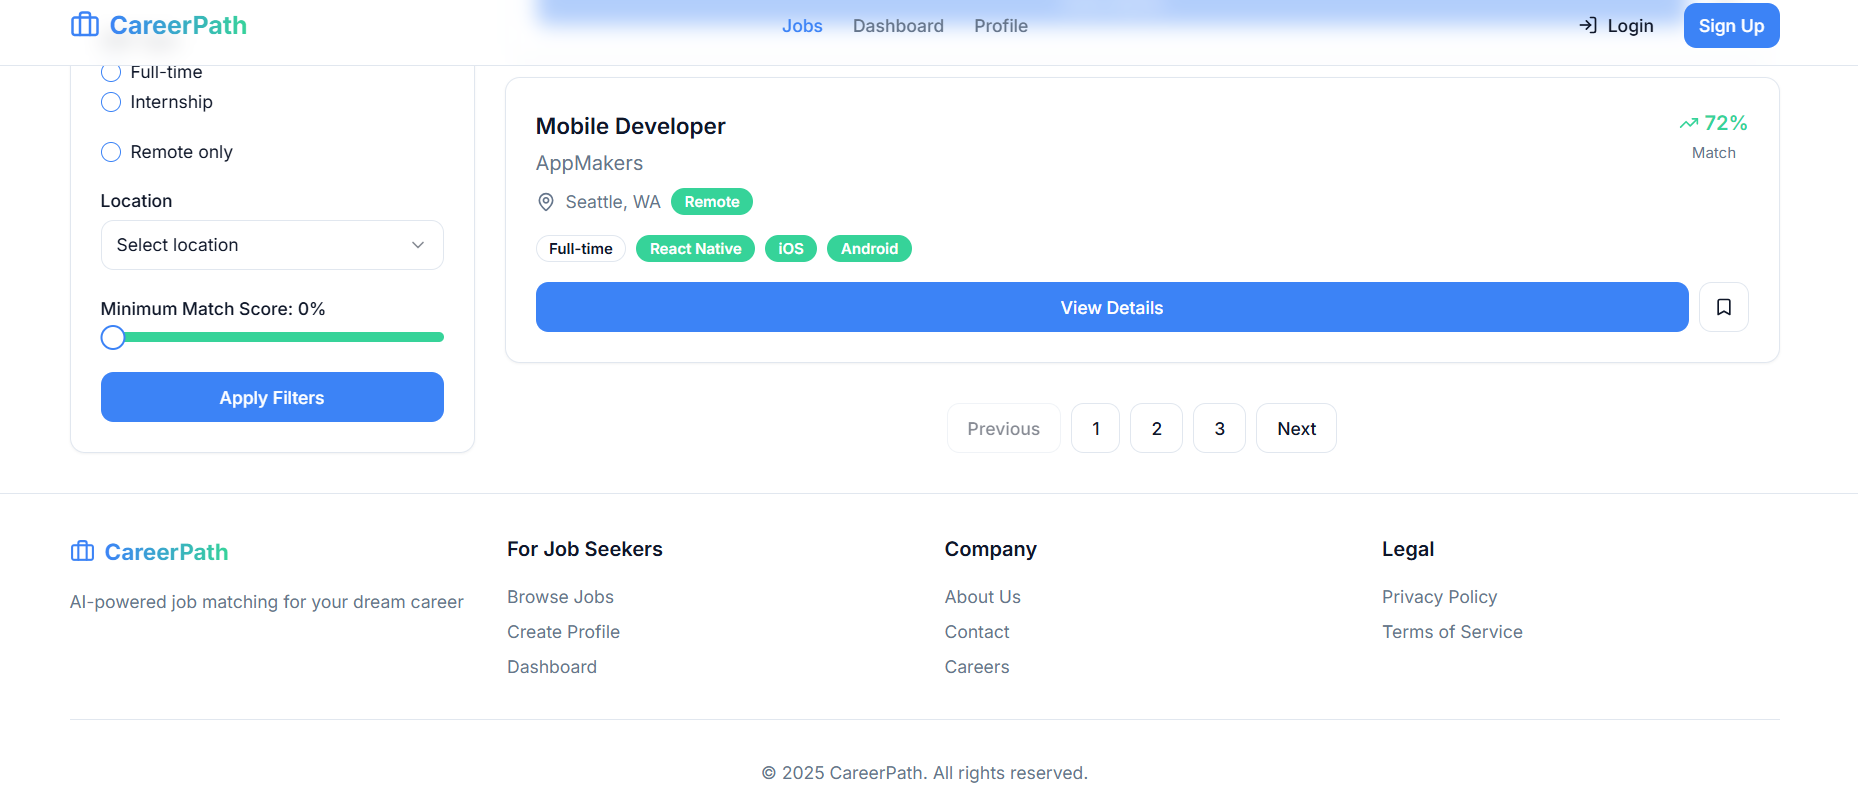 CareerPath
Jobs
Dashboard
Profile
Login
Sign Up
Full-time
Internship
Remote only
Location
Select location
Minimum Match Score: 0%
Apply Filters
Mobile Developer
72%
Match
AppMakers
Seattle, WA
Remote
Full-time
React Native
iOS
Android
View Details
Previous
1
2
3
Next
CareerPath
AI-powered job matching for your dream career
For Job Seekers
Browse Jobs
Create Profile
Dashboard
Company
About Us
Contact
Careers
Legal
Privacy Policy
Terms of Service
© 2025 CareerPath. All rights reserved.